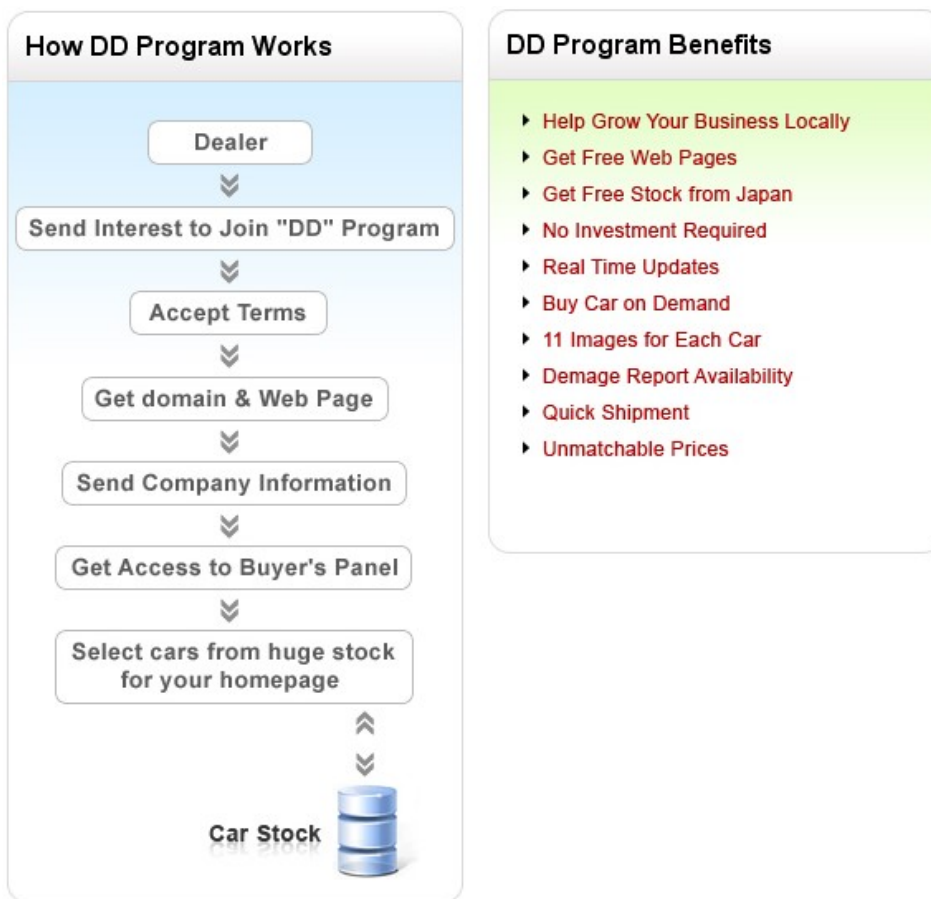 How DD Program Works
Dealer
Send Interest to Join "DD" Program
Accept Terms
Get domain & Web Page
Send Company Information
Get Access to Buyer's Panel
Select cars from huge stock
for your homepage
Car Stock
DD Program Benefits
Help Grow Your Business Locally
Get Free Web Pages
Get Free Stock from Japan
No Investment Required
Real Time Updates
Buy Car on Demand
11 Images for Each Car
Demage Report Availability
Quick Shipment
Unmatchable Prices